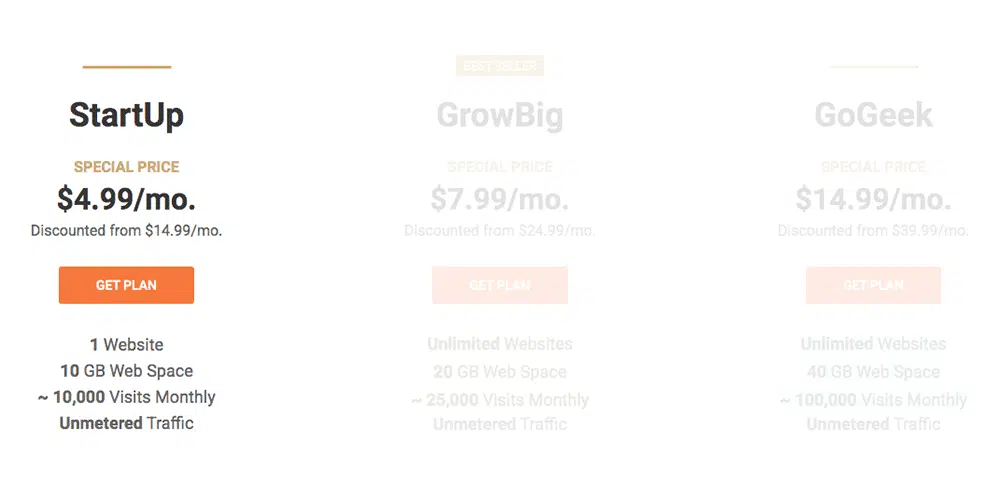 StartUp
SPECIAL PRICE
$4.99/mo.
Discounted from $14.99/mo.
GET PLAN
1 Website
10 GB Web Space
~ 10,000 Visits Monthly
Unmetered Traffic
BEST SELLER
GrowBig
SPECIAL PRICE
$7.99/mo.
Discounted from $24.99/mo.
GET PLAN
Unlimited Websites
20 GB Web Space
~ 25,000 Visits Monthly
Unmetered Traffic
GoGeek
SPECIAL PRICE
$14.99/mo.
Discounted from $39.99/mo.
GET PLAN
Unlimited Websites
40 GB Web Space
~ 100,000 Visits Monthly
Unmetered Traffic